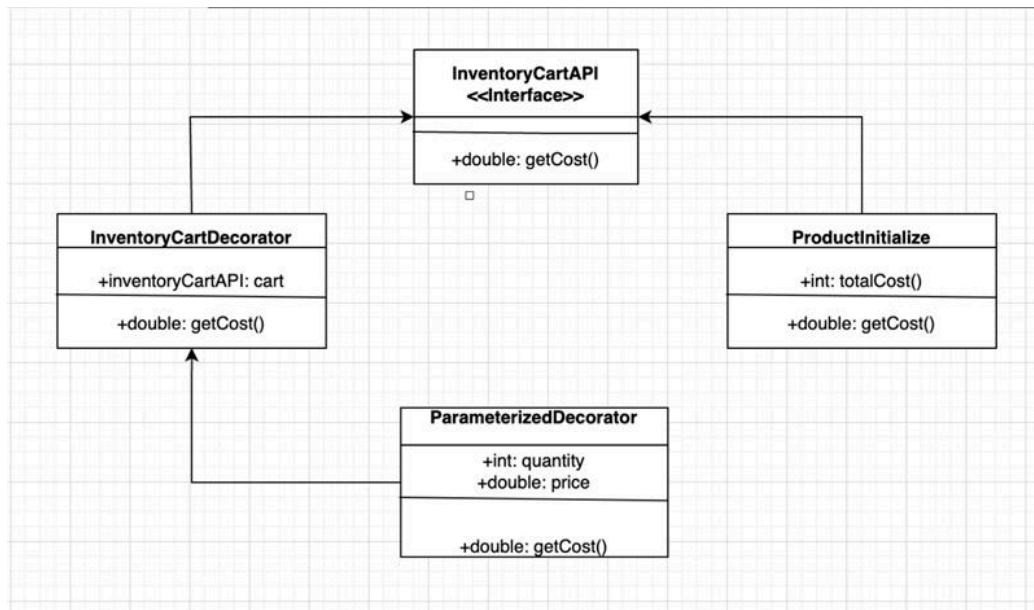 InventoryCartAPI
<<Interface>>
+double: getCost()
InventoryCartDecorator
+inventoryCartAPI: cart
+double: getCost()
ProductInitialize
+int: totalCost()
+double: getCost()
ParameterizedDecorator
+int: quantity
+double: price
+double: getCost()